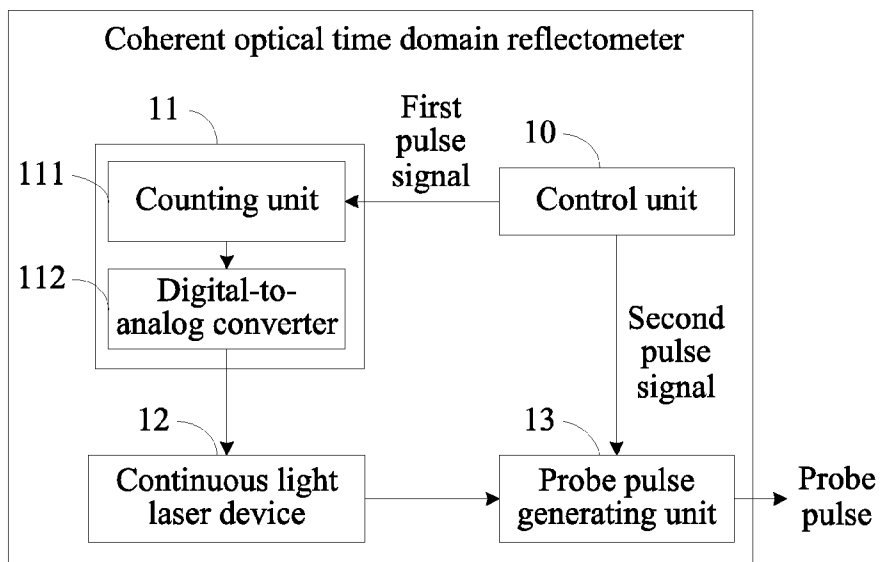 Coherent optical time domain reflectometer
11
First
pulse
signal
10
111
Counting unit
Control unit
112
Digital-to-
analog converter
Second
pulse
signal
12
13
Continuous light
laser device
Probe pulse
generating unit
Probe
pulse